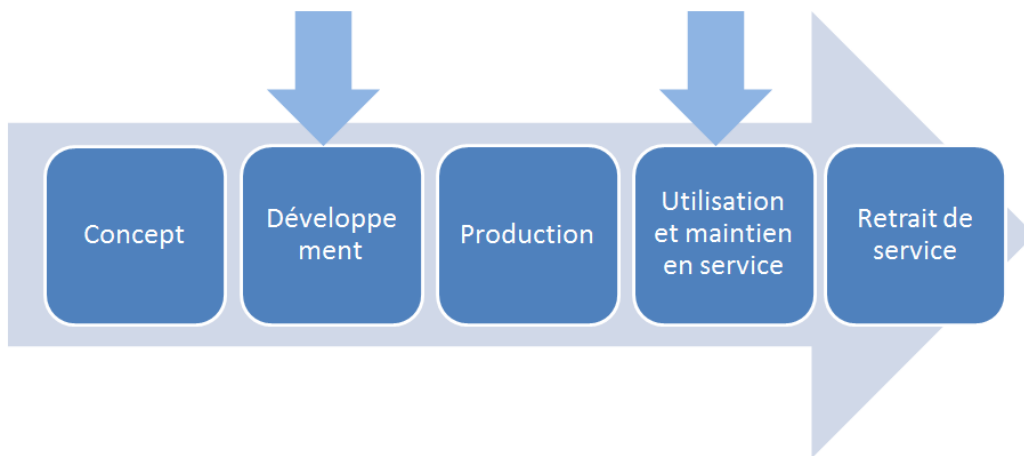 Concept
Développe
ment
Production
Utilisation
et maintien
en service
Retrait de
service